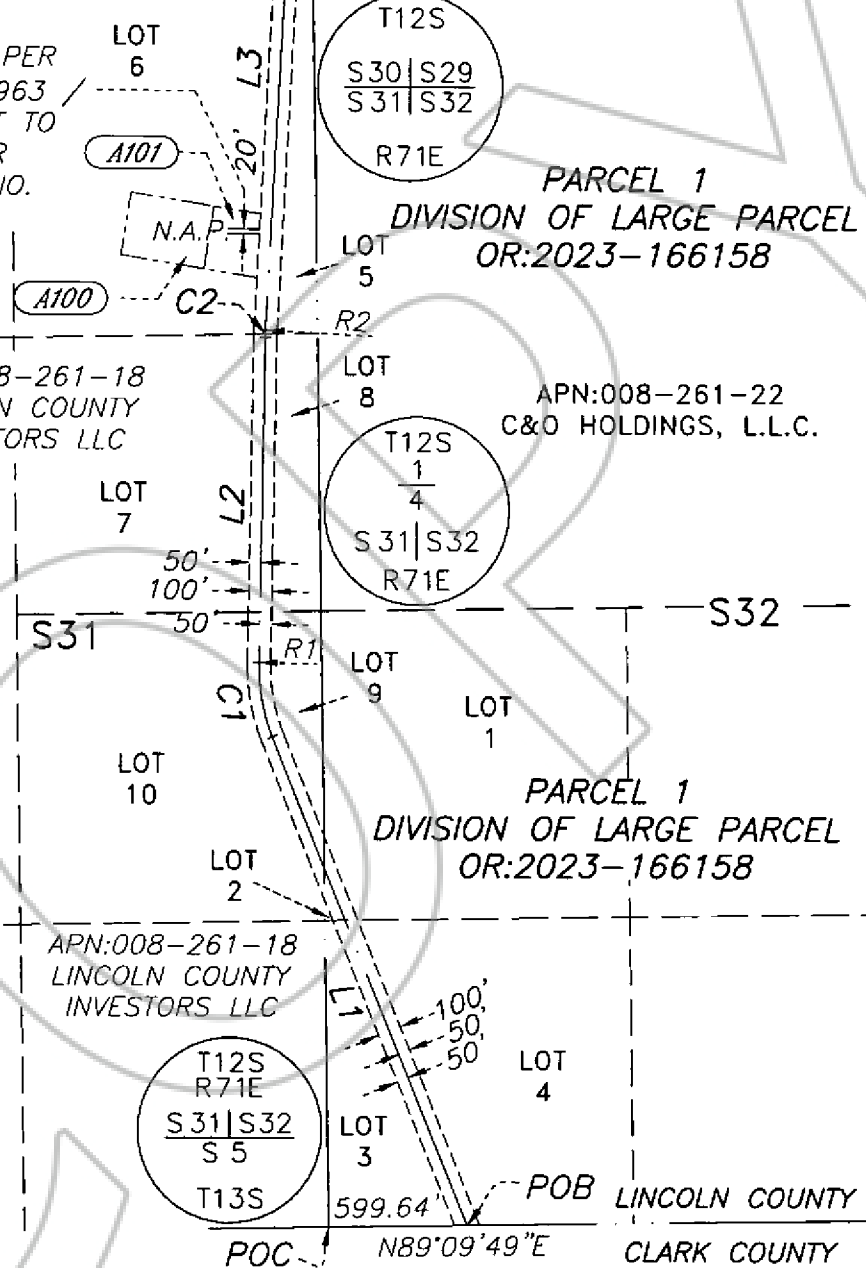 T12S
S30|S29
S31|S32
R71E
LOT
6
PER
963
T TO
R
NO.
L3
20'
A101
N.A.P.
A100
C2
LOT
5
R2
PARCEL 1
DIVISION OF LARGE PARCEL
OR:2023-166158
8-261-18
N COUNTY
TORS LLC
LOT
8
APN:008-261-22
C&O HOLDINGS, L.L.C.
T12S
1
4
S31|S32
R71E
LOT
7
L2
50'
100'
50'
S31
S32
R1
C1
LOT
9
LOT
1
LOT
10
PARCEL 1
DIVISION OF LARGE PARCEL
OR:2023-166158
LOT
2
APN:008-261-18
LINCOLN COUNTY
INVESTORS LLC
L1
100'
50'
50'
LOT
4
T12S
R71E
S31|S32
S 5
T13S
LOT
3
599.64'
POB
LINCOLN COUNTY
POC
N89°09'49"E
CLARK COUNTY